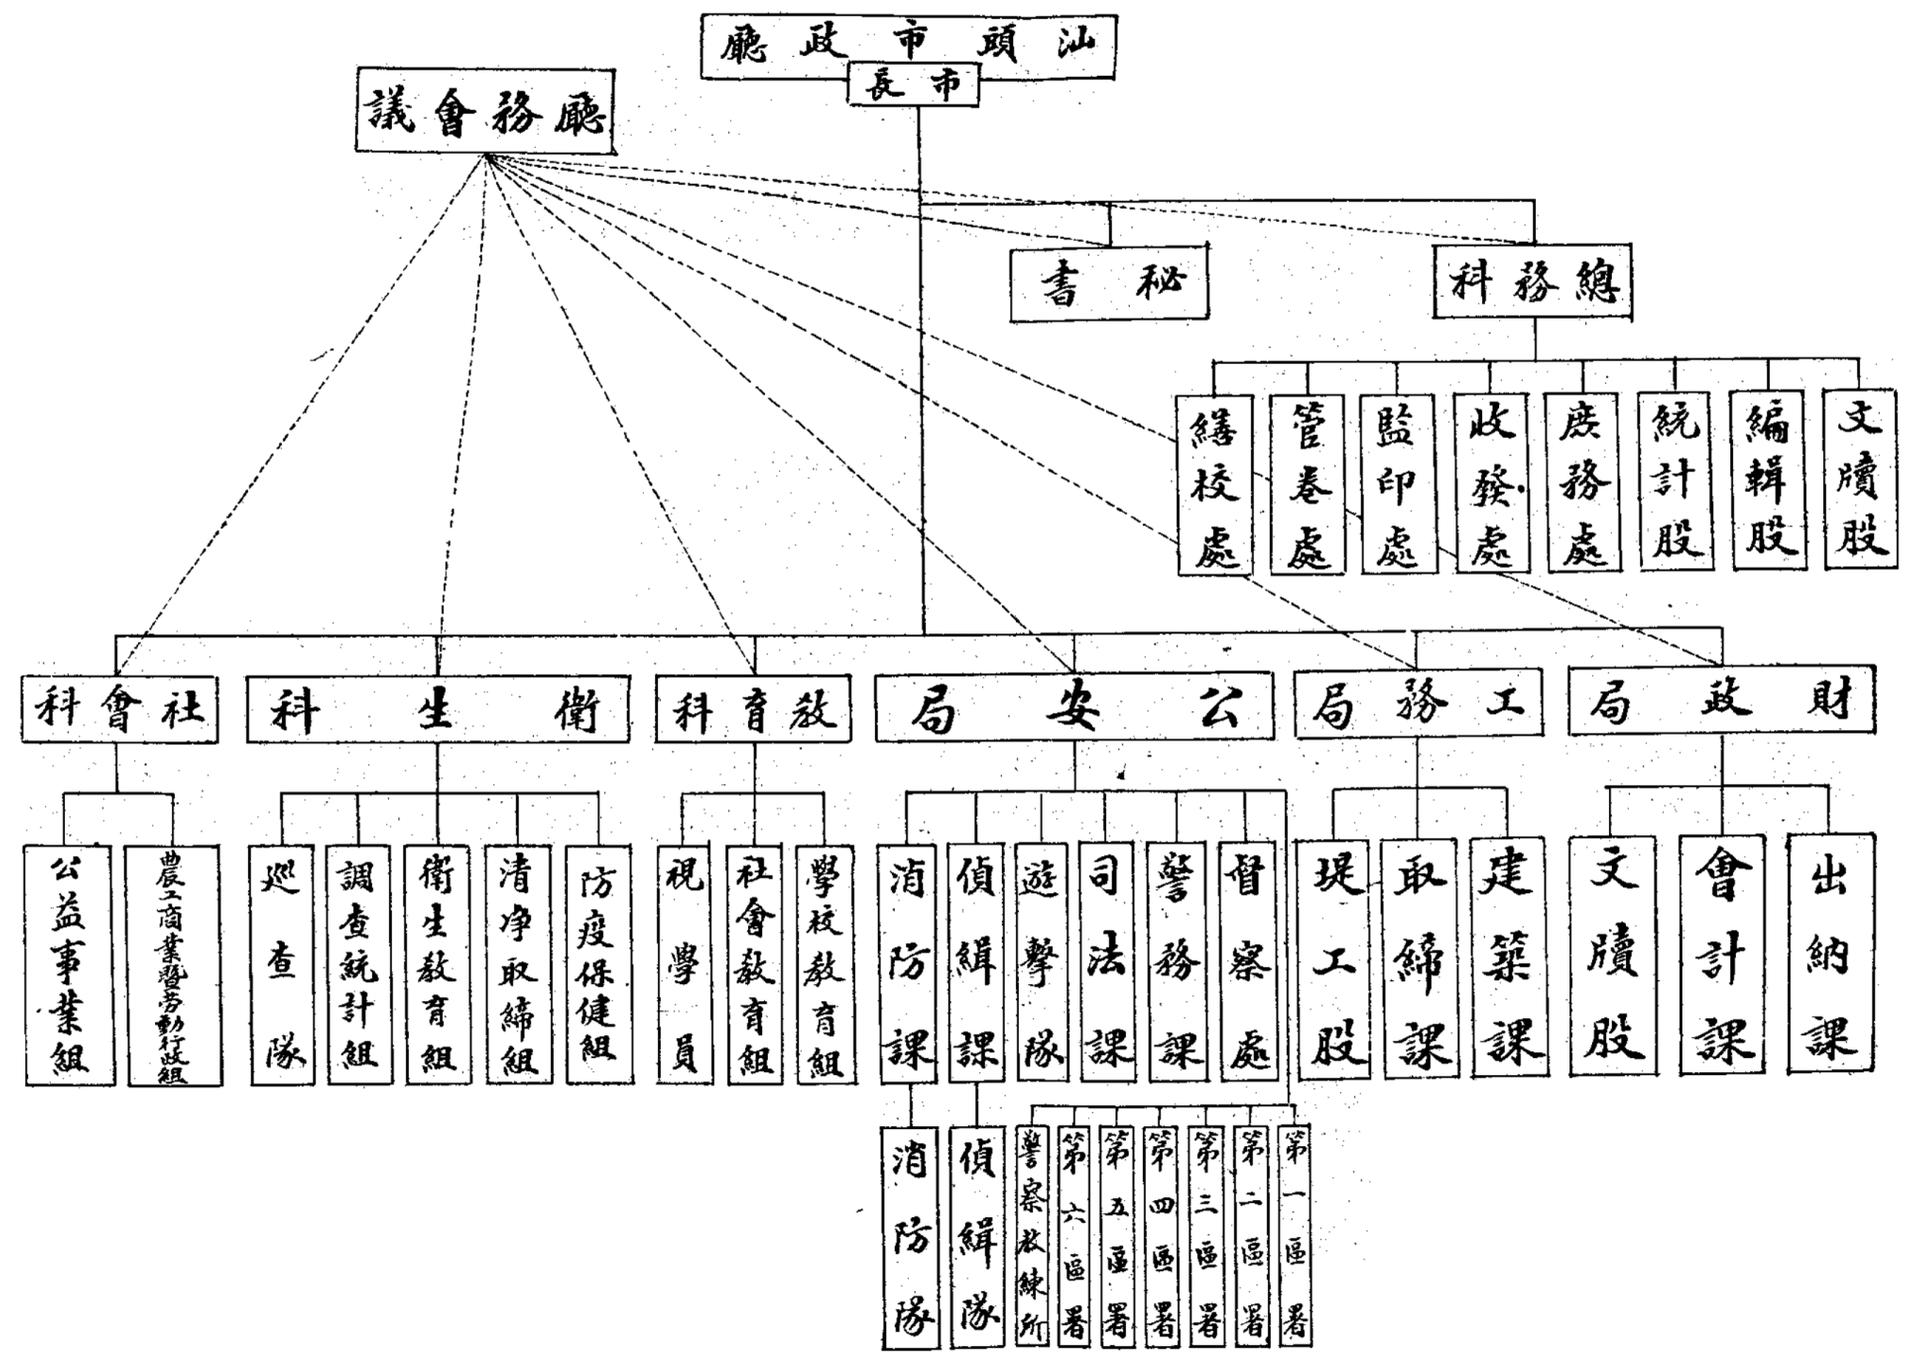 汕頭市政廳
市長
廳務會議
秘書
總務科
文牘股
編輯股
統計股
庶務處
收發處
監印處
管卷處
繕校處
財政局
工務局
公安局
教育科
衛生科
社會科
出納課
會計課
文牘股
建築課
取締課
堤工股
督察處
警務課
司法課
遊擊隊
偵緝課
消防課
學校教育組
社會教育組
視學員
防疫保健組
清净取締組
衛生教育組
調查統計組
巡查隊
農工商業暨劳動行政組
公益事業組
第一區署
第二區署
第三區署
第四區署
第五區署
第六區署
警察教練所
偵緝隊
消防隊